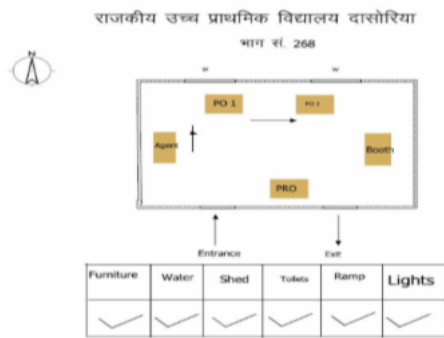 राजकीय उच्च प्राथमिक विद्यालय दासोरिया
भाग सं. 268
N
W W
PO 1 PO 2
Agent
Booth
PRO
Entrance Exit
Furniture Water Shed Toilets Ramp Lights